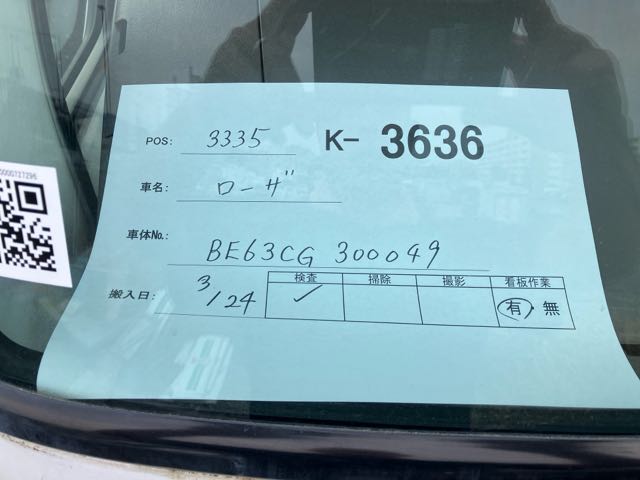 0000727296
POS: 3335 K- 3636
車名: ローザ
車体No.: BE63CG 300049
搬入日: 3/24
検査 掃除 撮影 看板作業
✓ 有 無